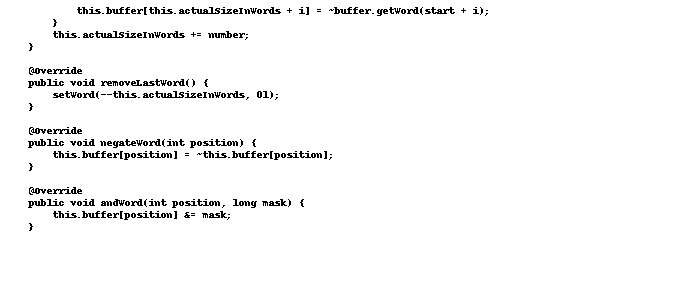 this.buffer[this.actualSizeInWords + i] = ~buffer.getWord(start + i);
}
this.actualSizeInWords += number;
}
@Override
public void removeLastWord() {
setWord(--this.actualSizeInWords, 0l);
}
@Override
public void negateWord(int position) {
this.buffer[position] = ~this.buffer[position];
}
@Override
public void andWord(int position, long mask) {
this.buffer[position] &= mask;
}